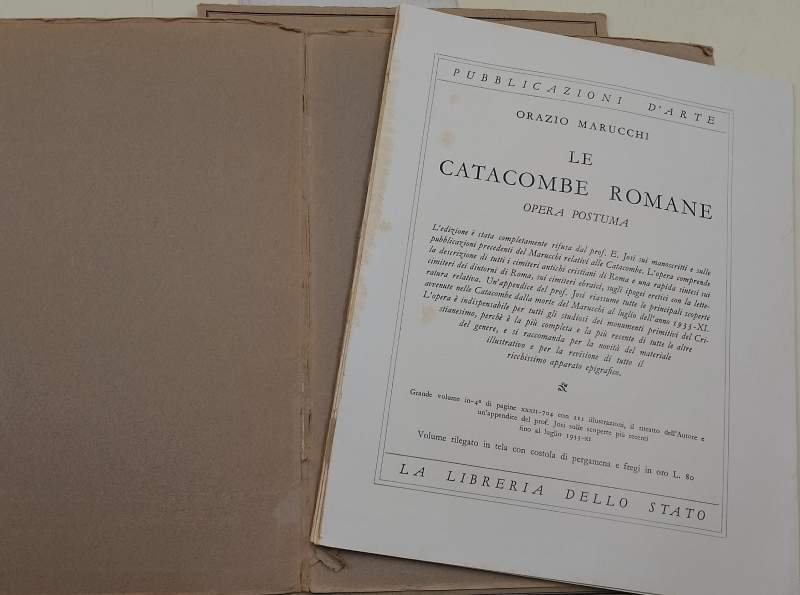 PUBBLICAZIONI D'ARTE
ORAZIO MARUCCHI
LE
CATACOMBE ROMANE
OPERA POSTUMA
L'edizione è stata completamente rifusa dal prof. E. Josi sui manoscritti e sulle
pubblicazioni precedenti del Marucchi relativi alle Catacombe. L'opera comprende
la descrizione di tutti i cimiteri antichi cristiani di Roma e una rapida sintesi sui
cimiteri dei dintorni di Roma, sui cimiteri ebraici, sugli ipogei eretici con la lette-
ratura relativa. Un'appendice del prof. Josi riassume tutte le principali scoperte
avvenute nelle Catacombe dalla morte del Marucchi al luglio dell'anno 1933-XI.
L'opera è indispensabile per tutti gli studiosi dei monumenti primitivi del Cri-
stianesimo, perchè è la più completa e la più recente di tutte le altre
del genere, e si raccomanda per la novità del materiale
illustrativo e per la revisione di tutto il
ricchissimo apparato epigrafico.
Grande volume in-4° di pagine XXXII-704 con 211 illustrazioni, il ritratto dell'Autore e
un'appendice del prof. Josi sulle scoperte più recenti
fino al luglio 1933-XI
Volume rilegato in tela con costola di pergamena e fregi in oro L. 80
LA LIBRERIA DELLO STATO